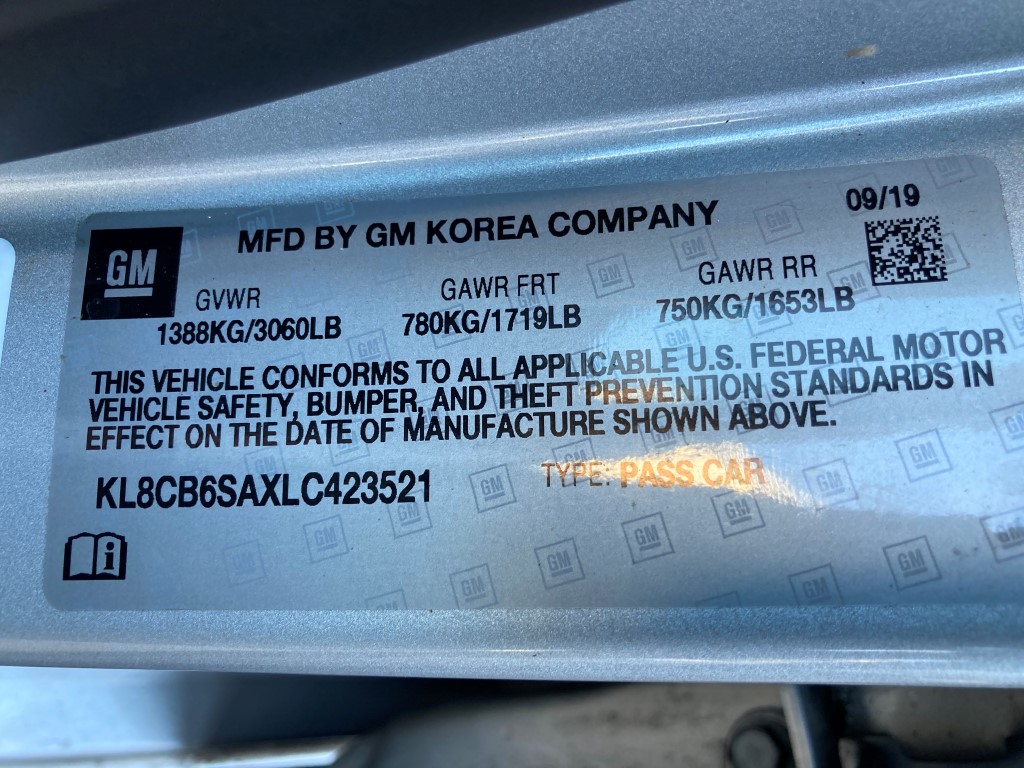 GM
MFD BY GM KOREA COMPANY
09/19
GVWR
GAWR FRT
GAWR RR
1388KG/3060LB
780KG/1719LB
750KG/1653LB
THIS VEHICLE CONFORMS TO ALL APPLICABLE U.S. FEDERAL MOTOR
VEHICLE SAFETY, BUMPER, AND THEFT PREVENTION STANDARDS IN
EFFECT ON THE DATE OF MANUFACTURE SHOWN ABOVE.
KL8CB6SAXLC423521
TYPE: PASS CAR